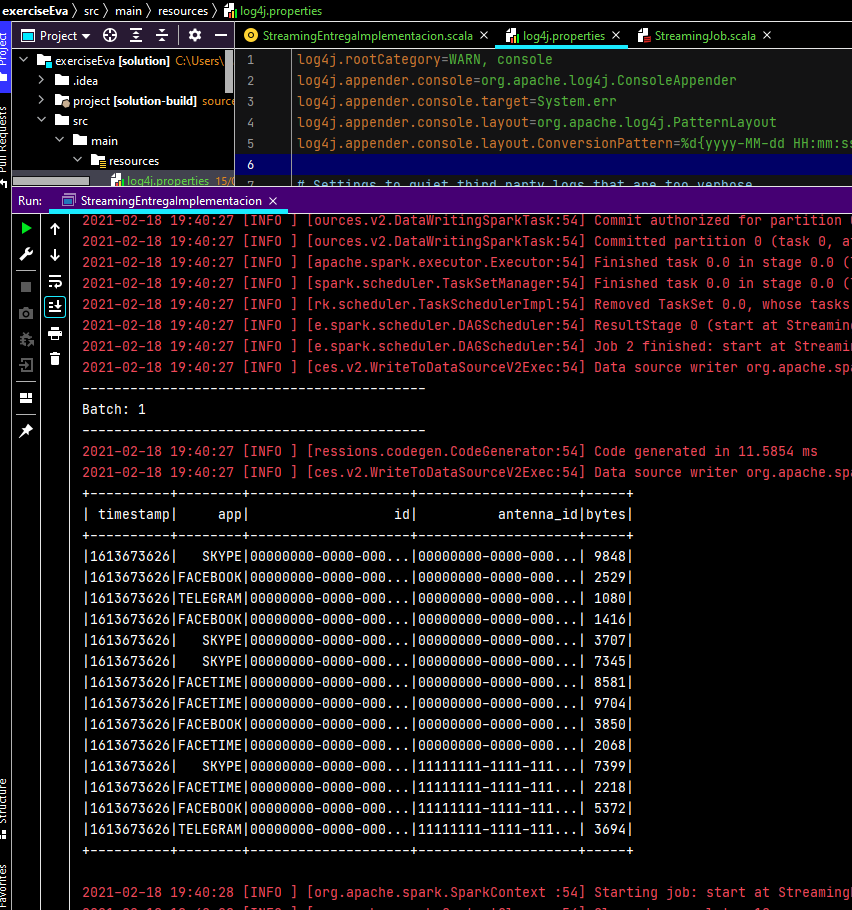 exerciseEva 〉 src 〉 main 〉 resources 〉 log4j.properties
Project
StreamingEntregaImplementacion.scala × log4j.properties × StreamingJob.scala ×
exerciseEva [solution] C:\Users\
.idea
project [solution-build] source
src
main
resources
log4j.properties 15/0
1 log4j.rootCategory=WARN, console
2 log4j.appender.console=org.apache.log4j.ConsoleAppender
3 log4j.appender.console.target=System.err
4 log4j.appender.console.layout=org.apache.log4j.PatternLayout
5 log4j.appender.console.layout.ConversionPattern=%d{yyyy-MM-dd HH:mm:ss
6
7 # Settings to quiet third party logs that are too verbose
Project
Pull Requests
Structure
Favorites
Run: StreamingEntregaImplementacion ×
2021-02-18 19:40:27 [INFO ] [ources.v2.DataWritingSparkTask:54] Commit authorized for partition
2021-02-18 19:40:27 [INFO ] [ources.v2.DataWritingSparkTask:54] Committed partition 0 (task 0, at
2021-02-18 19:40:27 [INFO ] [apache.spark.executor.Executor:54] Finished task 0.0 in stage 0.0 (
2021-02-18 19:40:27 [INFO ] [spark.scheduler.TaskSetManager:54] Finished task 0.0 in stage 0.0 (
2021-02-18 19:40:27 [INFO ] [rk.scheduler.TaskSchedulerImpl:54] Removed TaskSet 0.0, whose tasks
2021-02-18 19:40:27 [INFO ] [e.spark.scheduler.DAGScheduler:54] ResultStage 0 (start at Streamin
2021-02-18 19:40:27 [INFO ] [e.spark.scheduler.DAGScheduler:54] Job 2 finished: start at Streamin
2021-02-18 19:40:27 [INFO ] [ces.v2.WriteToDataSourceV2Exec:54] Data source writer org.apache.spa
-------------------------------------------
Batch: 1
-------------------------------------------
2021-02-18 19:40:27 [INFO ] [ressions.codegen.CodeGenerator:54] Code generated in 11.5854 ms
2021-02-18 19:40:27 [INFO ] [ces.v2.WriteToDataSourceV2Exec:54] Data source writer org.apache.spa
+----------+--------+--------------------+--------------------+-----+
| timestamp|     app|                  id|          antenna_id|bytes|
+----------+--------+--------------------+--------------------+-----+
|1613673626|   SKYPE|00000000-0000-000...|00000000-0000-000...| 9848|
|1613673626|FACEBOOK|00000000-0000-000...|00000000-0000-000...| 2529|
|1613673626|TELEGRAM|00000000-0000-000...|00000000-0000-000...| 1080|
|1613673626|FACEBOOK|00000000-0000-000...|00000000-0000-000...| 1416|
|1613673626|   SKYPE|00000000-0000-000...|00000000-0000-000...| 3707|
|1613673626|   SKYPE|00000000-0000-000...|00000000-0000-000...| 7345|
|1613673626|FACETIME|00000000-0000-000...|00000000-0000-000...| 8581|
|1613673626|FACETIME|00000000-0000-000...|00000000-0000-000...| 9704|
|1613673626|FACEBOOK|00000000-0000-000...|00000000-0000-000...| 3850|
|1613673626|FACETIME|00000000-0000-000...|00000000-0000-000...| 2068|
|1613673626|   SKYPE|00000000-0000-000...|11111111-1111-111...| 7399|
|1613673626|FACETIME|00000000-0000-000...|11111111-1111-111...| 2218|
|1613673626|FACEBOOK|00000000-0000-000...|11111111-1111-111...| 5372|
|1613673626|TELEGRAM|00000000-0000-000...|11111111-1111-111...| 3694|
+----------+--------+--------------------+--------------------+-----+
2021-02-18 19:40:28 [INFO ] [org.apache.spark.SparkContext :54] Starting job: start at Streaming